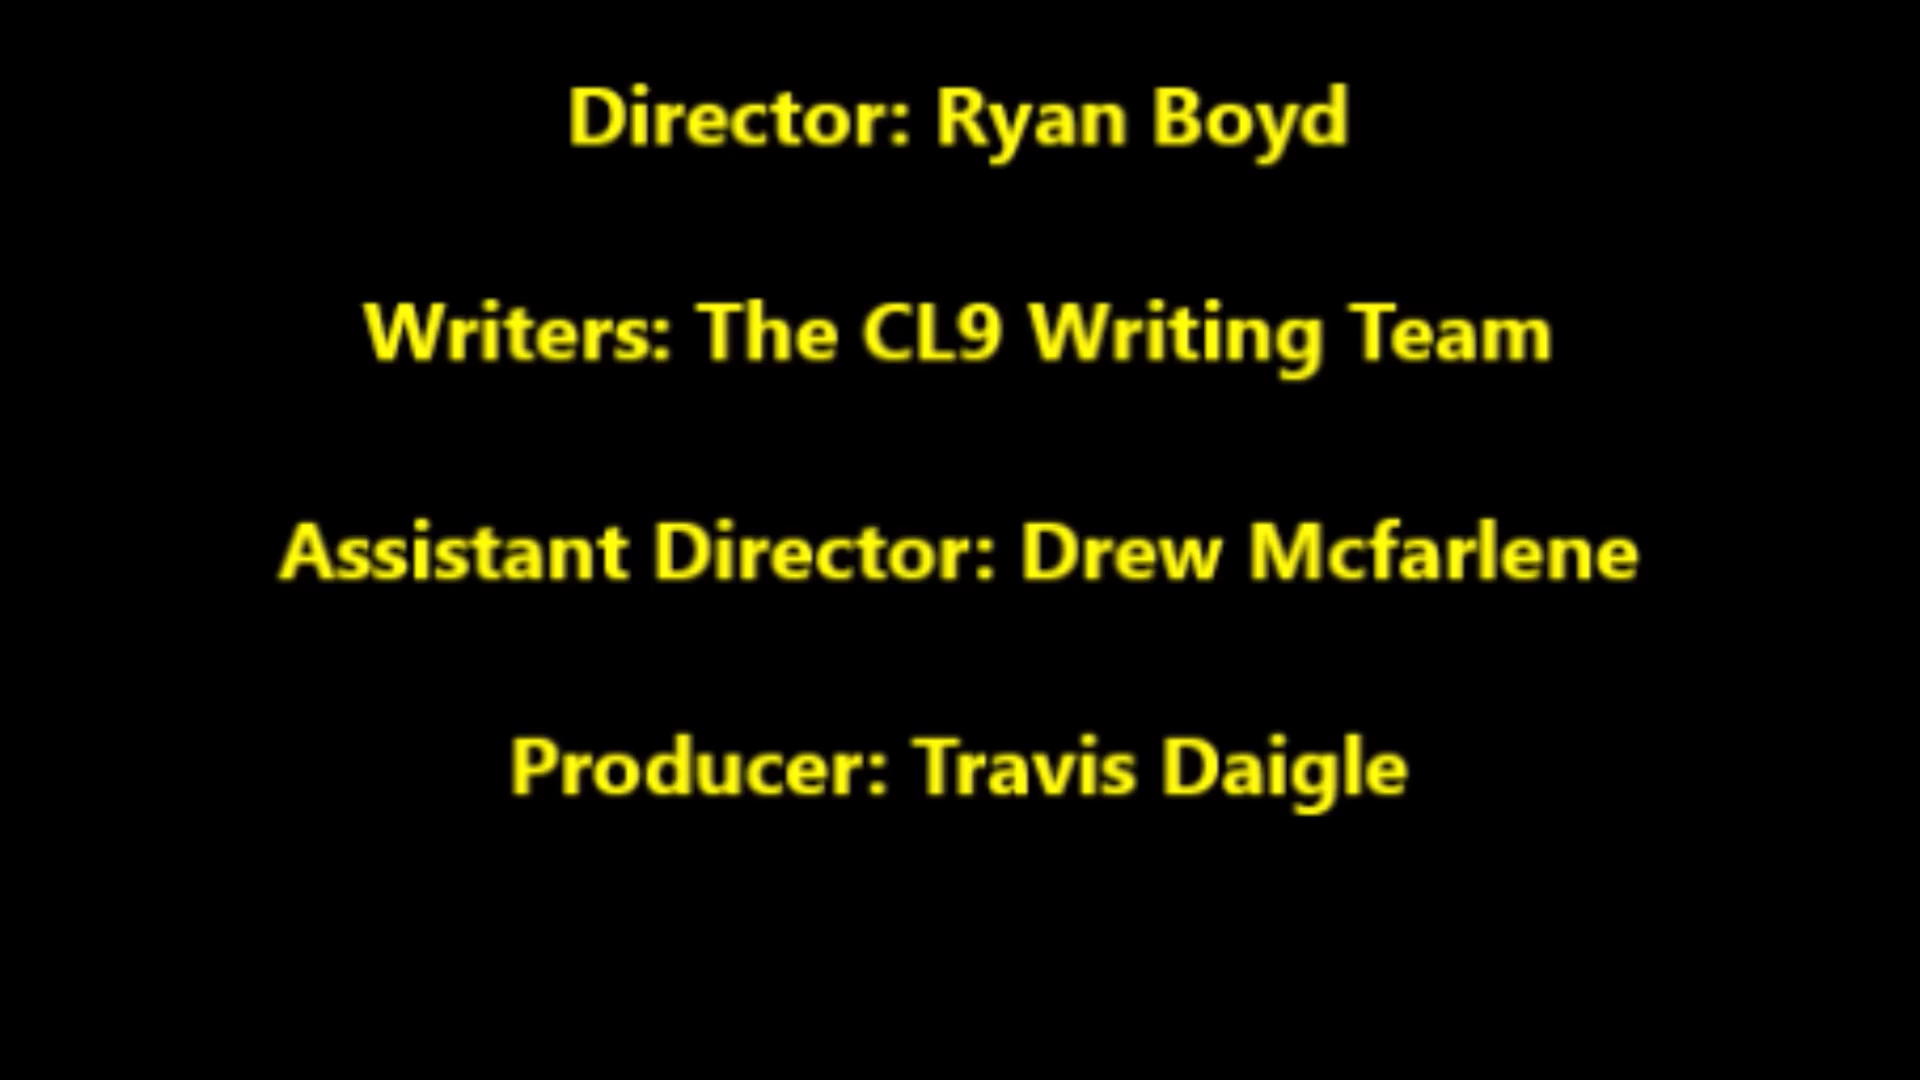 Director: Ryan Boyd
Writers: The CL9 Writing Team
Assistant Director: Drew Mcfarlene
Producer: Travis Daigle